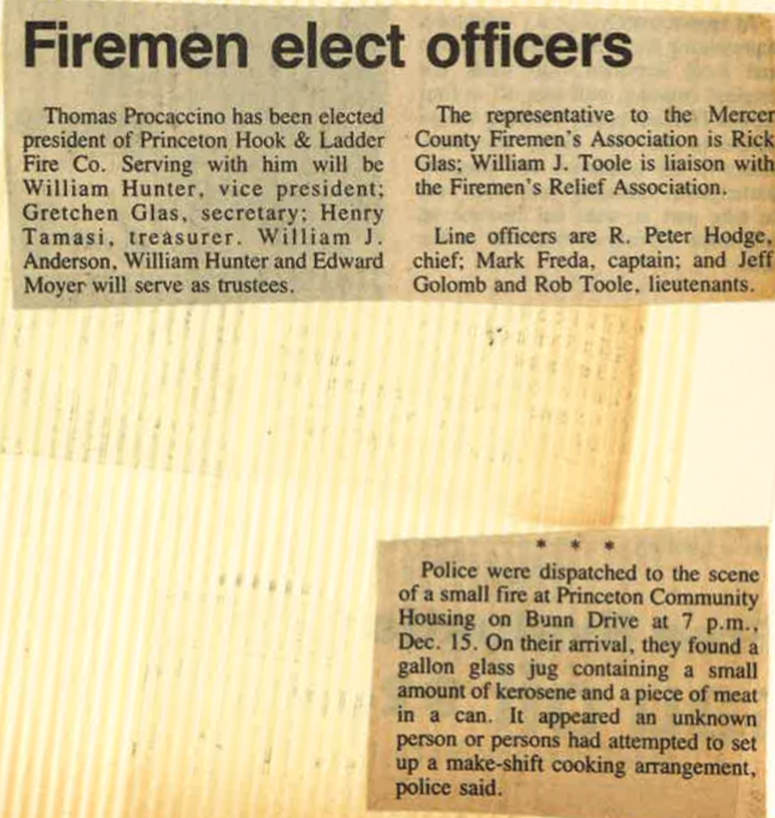 Firemen elect officers
Thomas Procaccino has been elected
president of Princeton Hook & Ladder
Fire Co. Serving with him will be
William Hunter, vice president;
Gretchen Glas, secretary; Henry
Tamasi, treasurer. William J.
Anderson, William Hunter and Edward
Moyer will serve as trustees.
The representative to the Mercer
County Firemen's Association is Rick
Glas; William J. Toole is liaison with
the Firemen's Relief Association.
Line officers are R. Peter Hodge,
chief; Mark Freda, captain; and Jeff
Golomb and Rob Toole, lieutenants.
* * *
Police were dispatched to the scene
of a small fire at Princeton Community
Housing on Bunn Drive at 7 p.m.,
Dec. 15. On their arrival, they found a
gallon glass jug containing a small
amount of kerosene and a piece of meat
in a can. It appeared an unknown
person or persons had attempted to set
up a make-shift cooking arrangement,
police said.